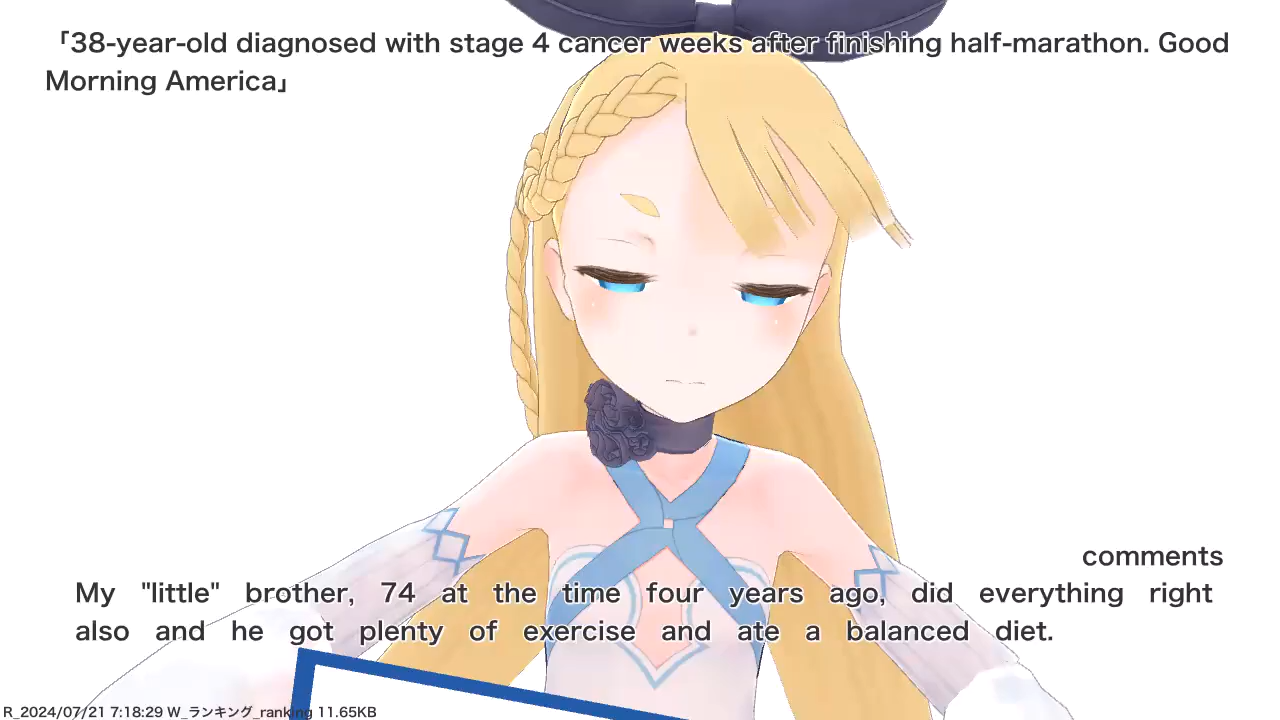 「38-year-old diagnosed with stage 4 cancer weeks after finishing half-marathon. Good
Morning America」
comments
My "little" brother, 74 at the time four years ago, did everything right
also and he got plenty of exercise and ate a balanced diet.
R_2024/07/21 7:18:29 W_ランキング_ranking 11.65KB